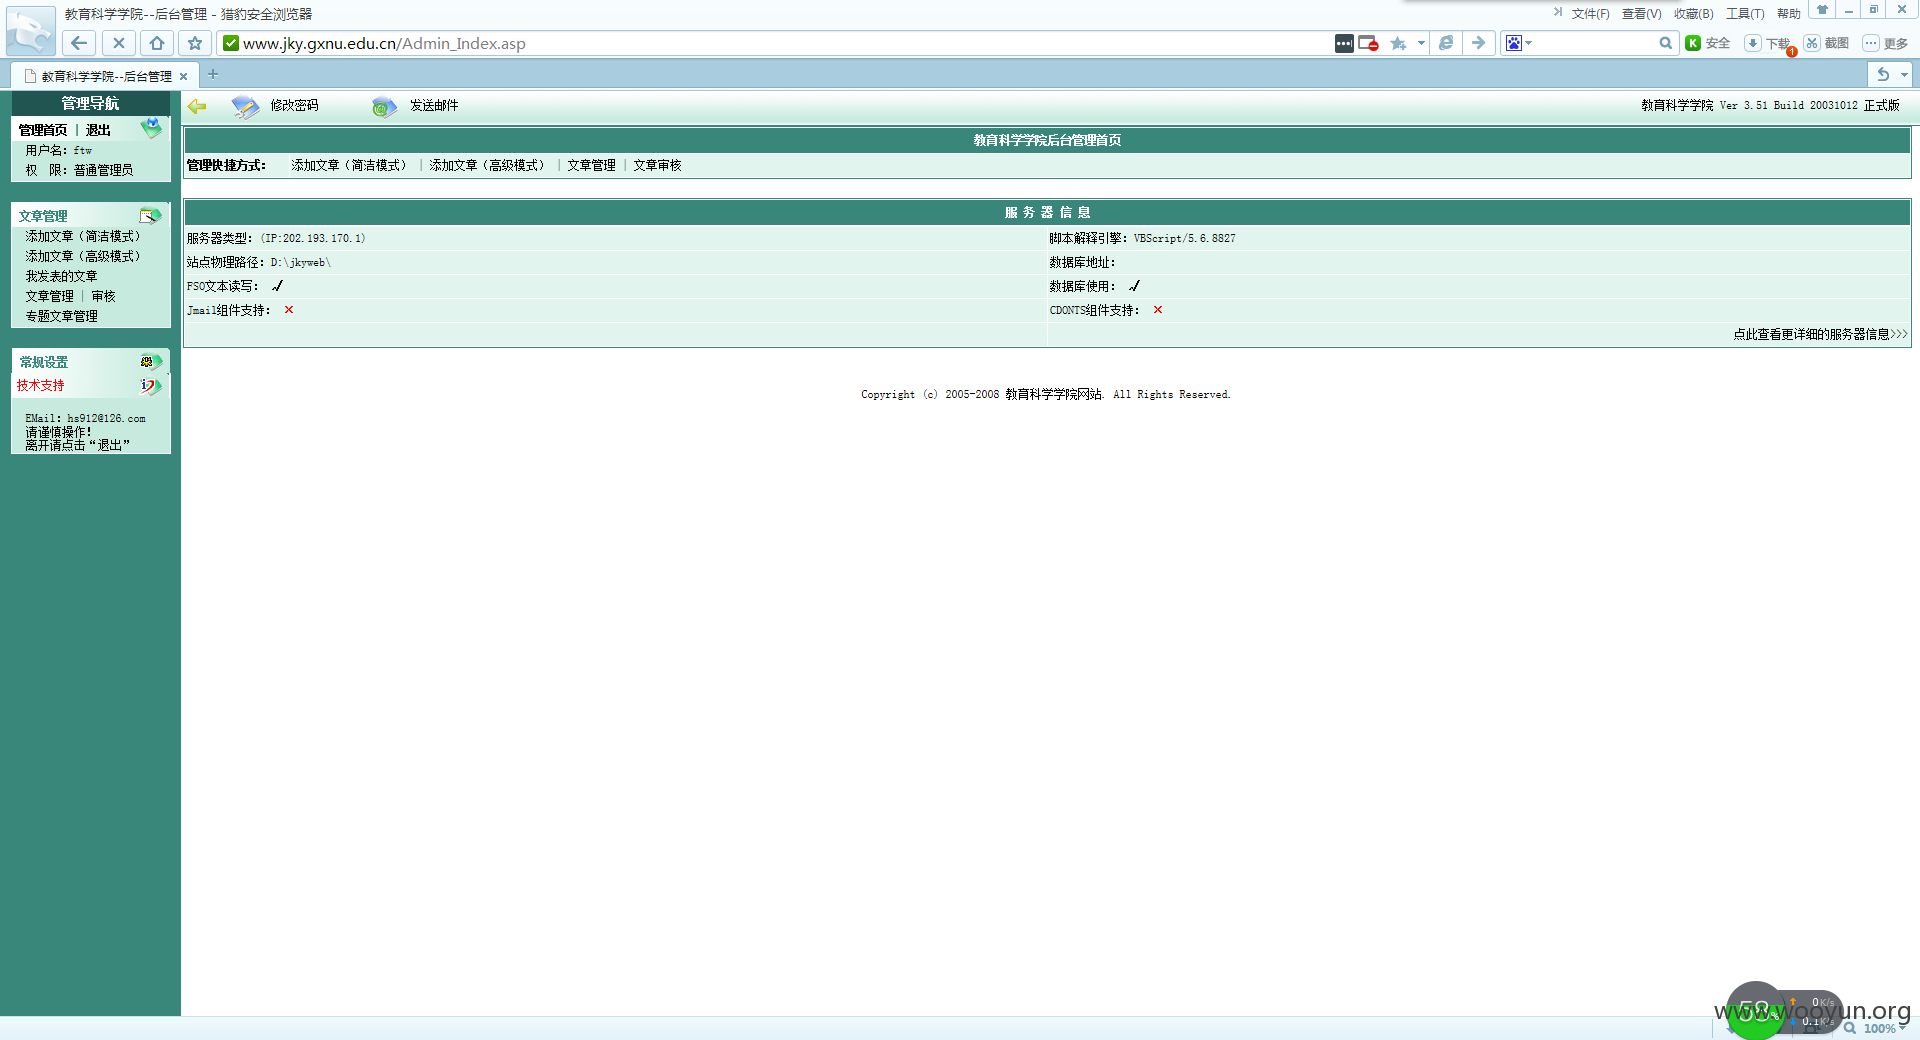 教育科学学院--后台管理 - 猎豹安全浏览器
文件(F) 查看(V) 收藏(B) 工具(T) 帮助
www.jky.gxnu.edu.cn/Admin_Index.asp
安全 下载 1 截图 更多
教育科学学院--后台管理
管理导航
管理首页 | 退出
用户名: ftw
权 限: 普通管理员
文章管理
添加文章（简洁模式）
添加文章（高级模式）
我发表的文章
文章管理 | 审核
专题文章管理
常规设置
技术支持
EMail: hs912@126.com
请谨慎操作!
离开请点击“退出”
修改密码 发送邮件
教育科学学院 Ver 3.51 Build 20031012 正式版
教育科学学院后台管理首页
管理快捷方式： 添加文章（简洁模式） | 添加文章（高级模式） | 文章管理 | 文章审核
服 务 器 信 息
服务器类型：(IP:202.193.170.1) 脚本解释引擎：VBScript/5.6.8827
站点物理路径：D:\jkyweb\ 数据库地址：
FSO文本读写： ✓ 数据库使用： ✓
Jmail组件支持： × CDONTS组件支持： ×
点此查看更详细的服务器信息>>>
Copyright (c) 2005-2008 教育科学学院网站. All Rights Reserved.
0K/s
53%
www.wooyun.org
0.1K/s
100%